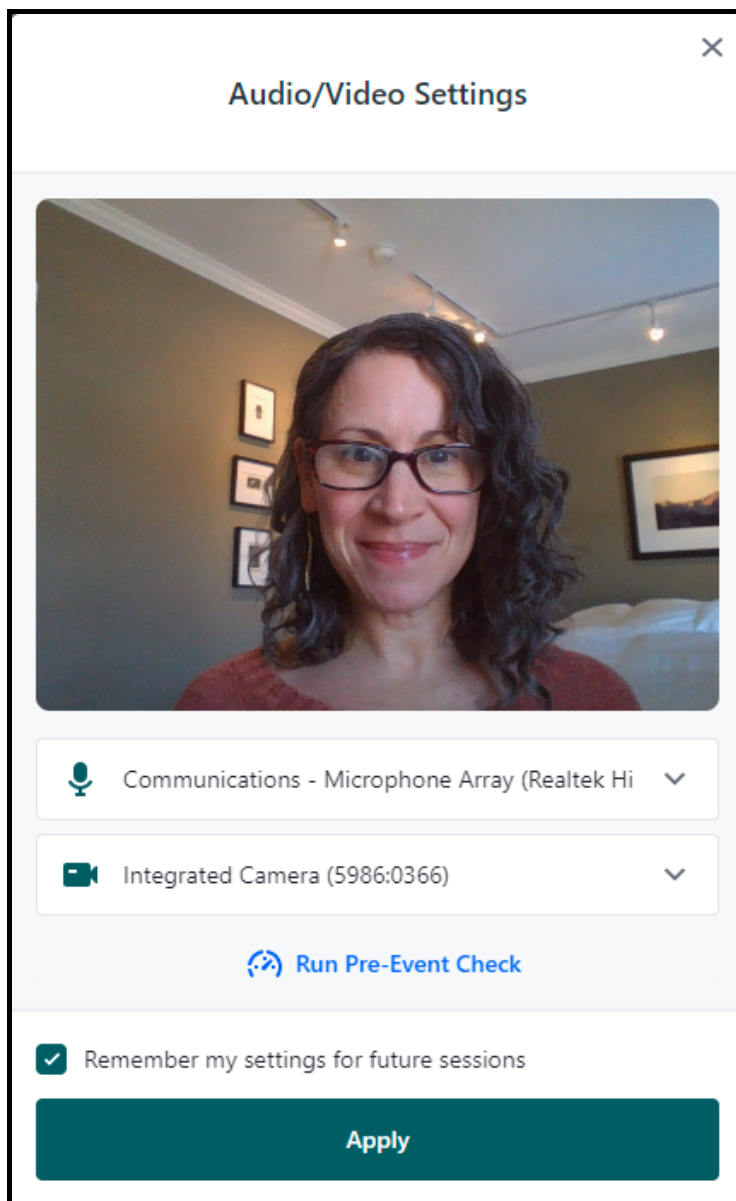 Audio/Video Settings
Communications - Microphone Array (Realtek Hi
Integrated Camera (5986:0366)
Run Pre-Event Check
Remember my settings for future sessions
Apply